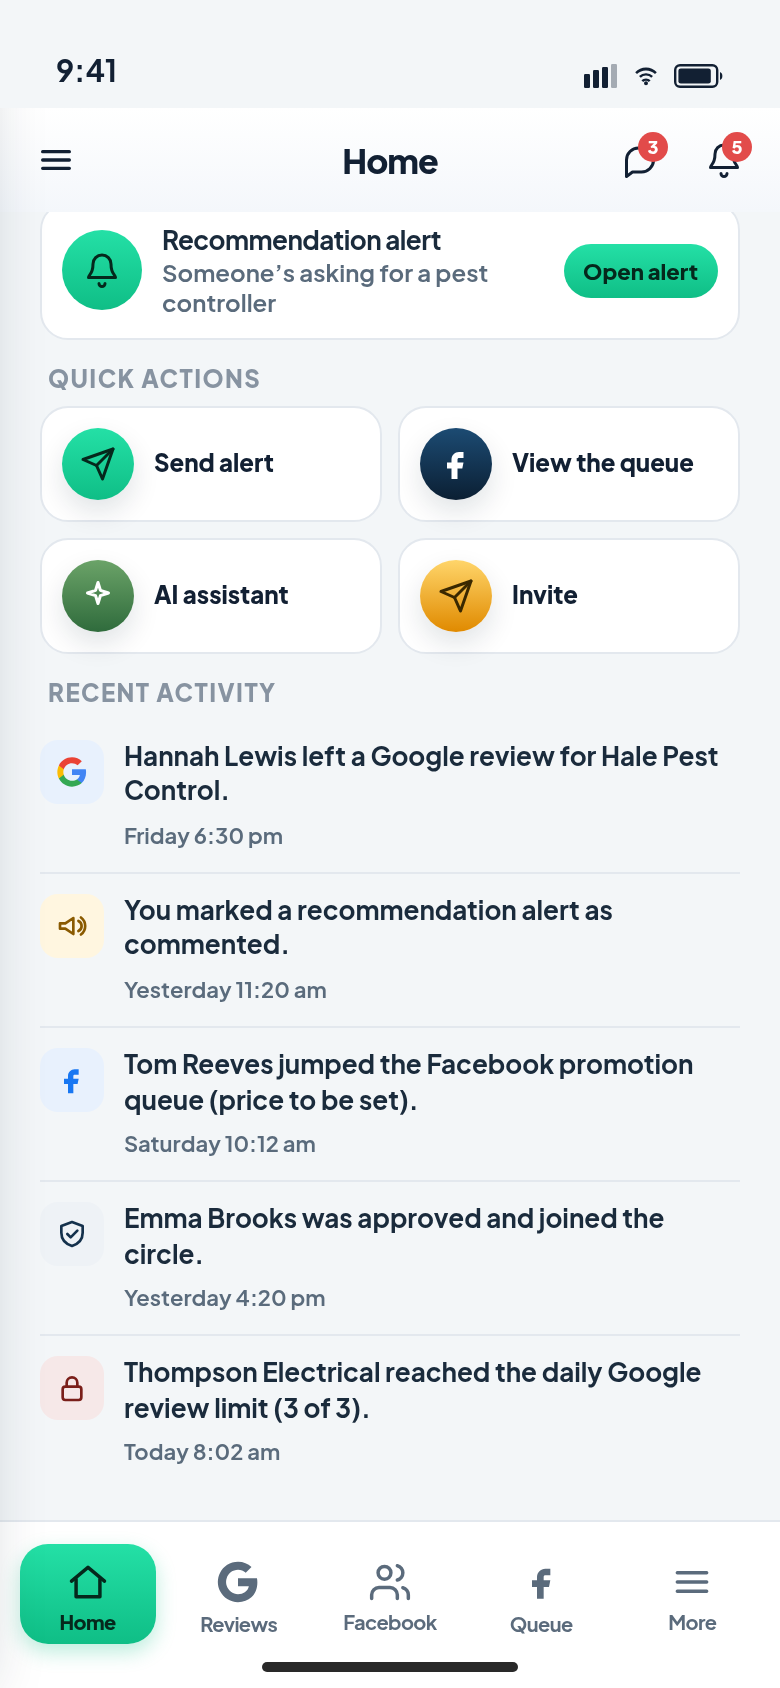 9:41
Home
3
5
Recommendation alert
Someone's asking for a pest
controller
Open alert
QUICK ACTIONS
Send alert
View the queue
AI assistant
Invite
RECENT ACTIVITY
Hannah Lewis left a Google review for Hale Pest
Control.
Friday 6:30 pm
You marked a recommendation alert as
commented.
Yesterday 11:20 am
Tom Reeves jumped the Facebook promotion
queue (price to be set).
Saturday 10:12 am
Emma Brooks was approved and joined the
circle.
Yesterday 4:20 pm
Thompson Electrical reached the daily Google
review limit (3 of 3).
Today 8:02 am
Home
Reviews
Facebook
Queue
More